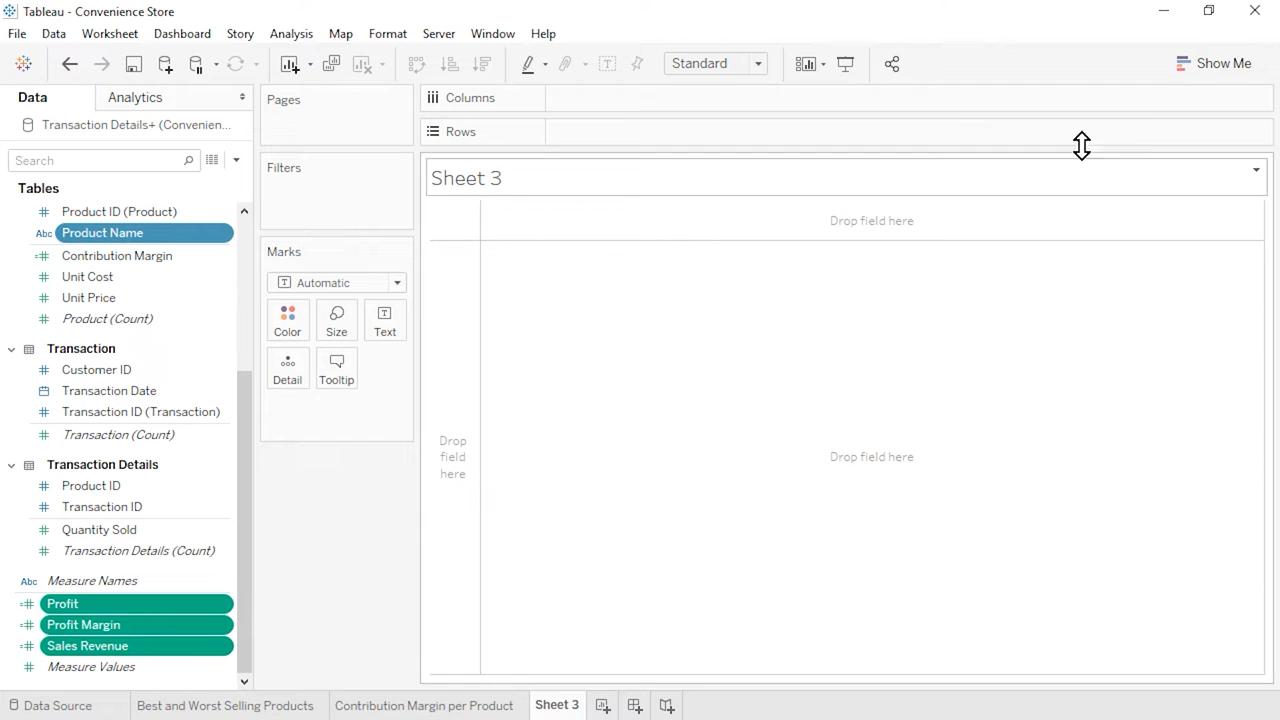 Tableau - Convenience Store
File Data Worksheet Dashboard Story Analysis Map Format Server Window Help
Standard
Show Me
Data Analytics
Transaction Details+ (Convenien...
Search
Tables
Product ID (Product)
Abc Product Name
Contribution Margin
Unit Cost
Unit Price
Product (Count)
Transaction
Customer ID
Transaction Date
Transaction ID (Transaction)
Transaction (Count)
Transaction Details
Product ID
Transaction ID
Quantity Sold
Transaction Details (Count)
Abc Measure Names
Profit
Profit Margin
Sales Revenue
Measure Values
Pages
Filters
Marks
Automatic
Color Size Text
Detail Tooltip
Columns
Rows
Sheet 3
Drop field here
Drop
field
here
Drop field here
Data Source Best and Worst Selling Products Contribution Margin per Product Sheet 3